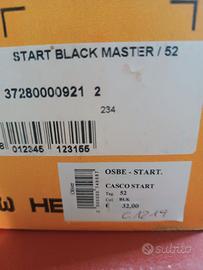 START BLACK MASTER / 52
37280000921 2
234
8 012345 123155
W HE
OSBE - START.
CASCO START
Tag. 52
Col. BLK
€ 32,00
subito